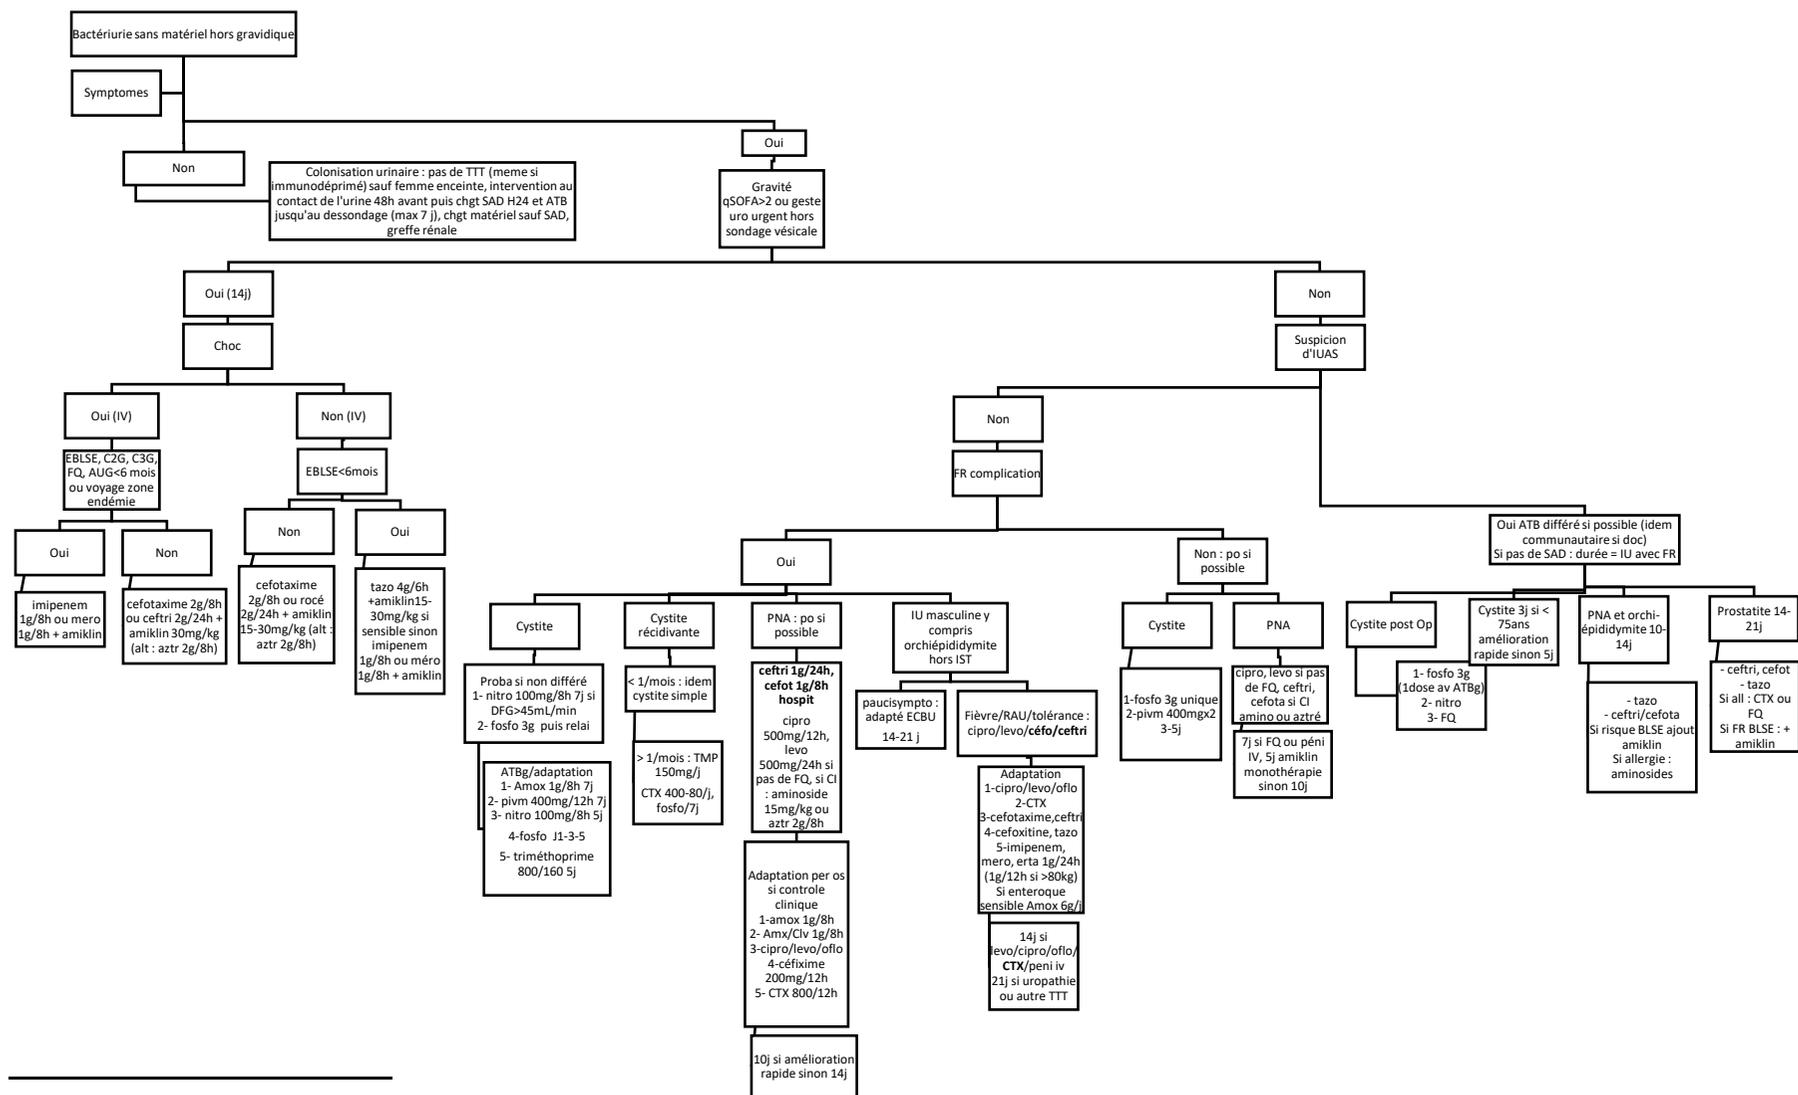 Bactériurie sans matériel hors gravidique
Symptomes
Non
Colonisation urinaire : pas de TTT (meme si
immunodéprimé) sauf femme enceinte, intervention au
contact de l'urine 48h avant puis chgt SAD H24 et ATB
jusqu'au dessondage (max 7 j), chgt matériel sauf SAD,
greffe rénale
Oui
Gravité
qSOFA>2 ou geste
uro urgent hors
sondage vésicale
Oui (14j)
Choc
Oui (IV)
EBLSE, C2G, C3G,
FQ, AUG<6 mois
ou voyage zone
endémie
Oui
imipenem
1g/8h ou mero
1g/8h + amiklin
Non
cefotaxime 2g/8h
ou ceftri 2g/24h +
amiklin 30mg/kg
(alt : aztr 2g/8h)
Non (IV)
EBLSE<6mois
Non
cefotaxime
2g/8h ou rocé
2g/24h + amiklin
15-30mg/kg (alt :
aztr 2g/8h)
Oui
tazo 4g/6h
+amiklin15-
30mg/kg si
sensible sinon
imipenem
1g/8h ou méro
1g/8h + amiklin
Non
Suspicion
d'IUAS
Non
FR complication
Oui
Cystite
Proba si non différé
1- nitro 100mg/8h 7j si
DFG>45mL/min
2- fosfo 3g puis relai
ATBg/adaptation
1- Amox 1g/8h 7j
2- pivm 400mg/12h 7j
3- nitro 100mg/8h 5j
4-fosfo J1-3-5
5- triméthoprime
800/160 5j
Cystite
récidivante
< 1/mois : idem
cystite simple
> 1/mois : TMP
150mg/j
CTX 400-80/j,
fosfo/7j
PNA : po si
possible
ceftri 1g/24h,
cefot 1g/8h
hospit
cipro
500mg/12h,
levo
500mg/24h si
pas de FQ, si CI
: aminoside
15mg/kg ou
aztr 2g/8h
Adaptation per os
si controle
clinique
1-amox 1g/8h
2- Amx/Clv 1g/8h
3-cipro/levo/oflo
4-céfixime
200mg/12h
5- CTX 800/12h
10j si amélioration
rapide sinon 14j
IU masculine y
compris
orchiépididymite
hors IST
paucisympto :
adapté ECBU
14-21 j
Fièvre/RAU/tolérance :
cipro/levo/céfo/ceftri
Adaptation
1-cipro/levo/oflo
2-CTX
3-cefotaxime,ceftri
4-cefoxitine, tazo
5-imipenem,
mero, erta 1g/24h
(1g/12h si >80kg)
Si enteroque
sensible Amox 6g/j
14j si
levo/cipro/oflo/
CTX/peni iv
21j si uropathie
ou autre TTT
Non : po si
possible
Cystite
1-fosfo 3g unique
2-pivm 400mgx2
3-5j
PNA
cipro, levo si pas
de FQ, ceftri,
cefota si CI
amino ou aztré
7j si FQ ou péni
IV, 5j amiklin
monothérapie
sinon 10j
Oui ATB différé si possible (idem
communautaire si doc)
Si pas de SAD : durée = IU avec FR
Cystite post Op
1- fosfo 3g
(1dose av ATBg)
2- nitro
3- FQ
Cystite 3j si <
75ans
amélioration
rapide sinon 5j
PNA et orchi-
épididymite 10-
14j
- tazo
- ceftri/cefota
Si risque BLSE ajout
amiklin
Si allergie :
aminosides
Prostatite 14-
21j
- ceftri, cefot
- tazo
Si all : CTX ou
FQ
Si FR BLSE : +
amiklin